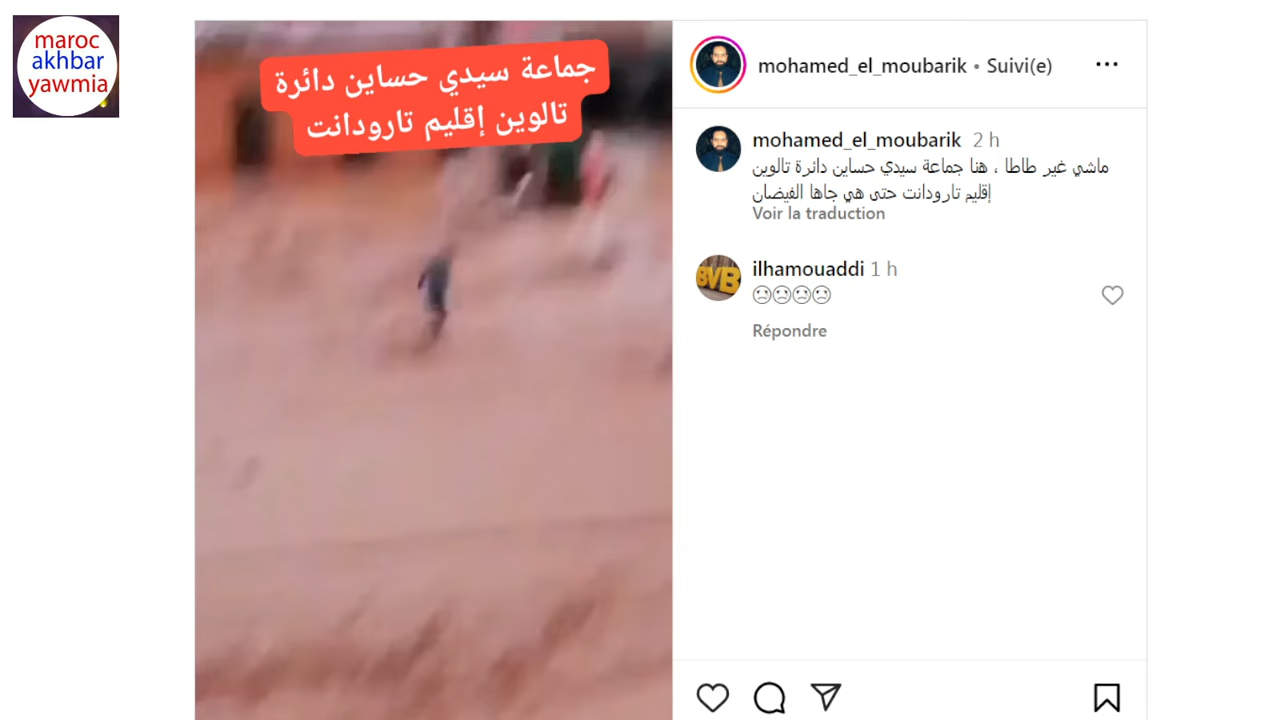 maroc
akhbar
yawmia
جماعة سيدي حساين دائرة
تالوين إقليم تارودانت
mohamed_el_moubarik • Suivi(e)
mohamed_el_moubarik 2 h
ماشي غير طاطا ، هنا جماعة سيدي حساين دائرة تالوين
إقليم تارودانت حتى هي جاها الفيضان
Voir la traduction
BVB
ilhamouaddi 1 h
Répondre